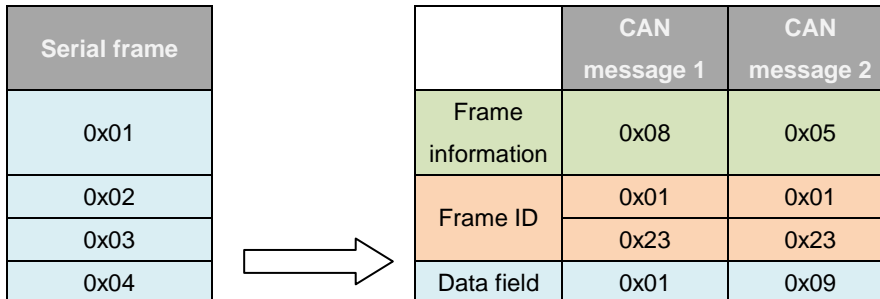 Serial frame
0x01
0x02
0x03
0x04
CAN message 1 CAN message 2
Frame information 0x08 0x05
Frame ID 0x01 0x01
0x23 0x23
Data field 0x01 0x09